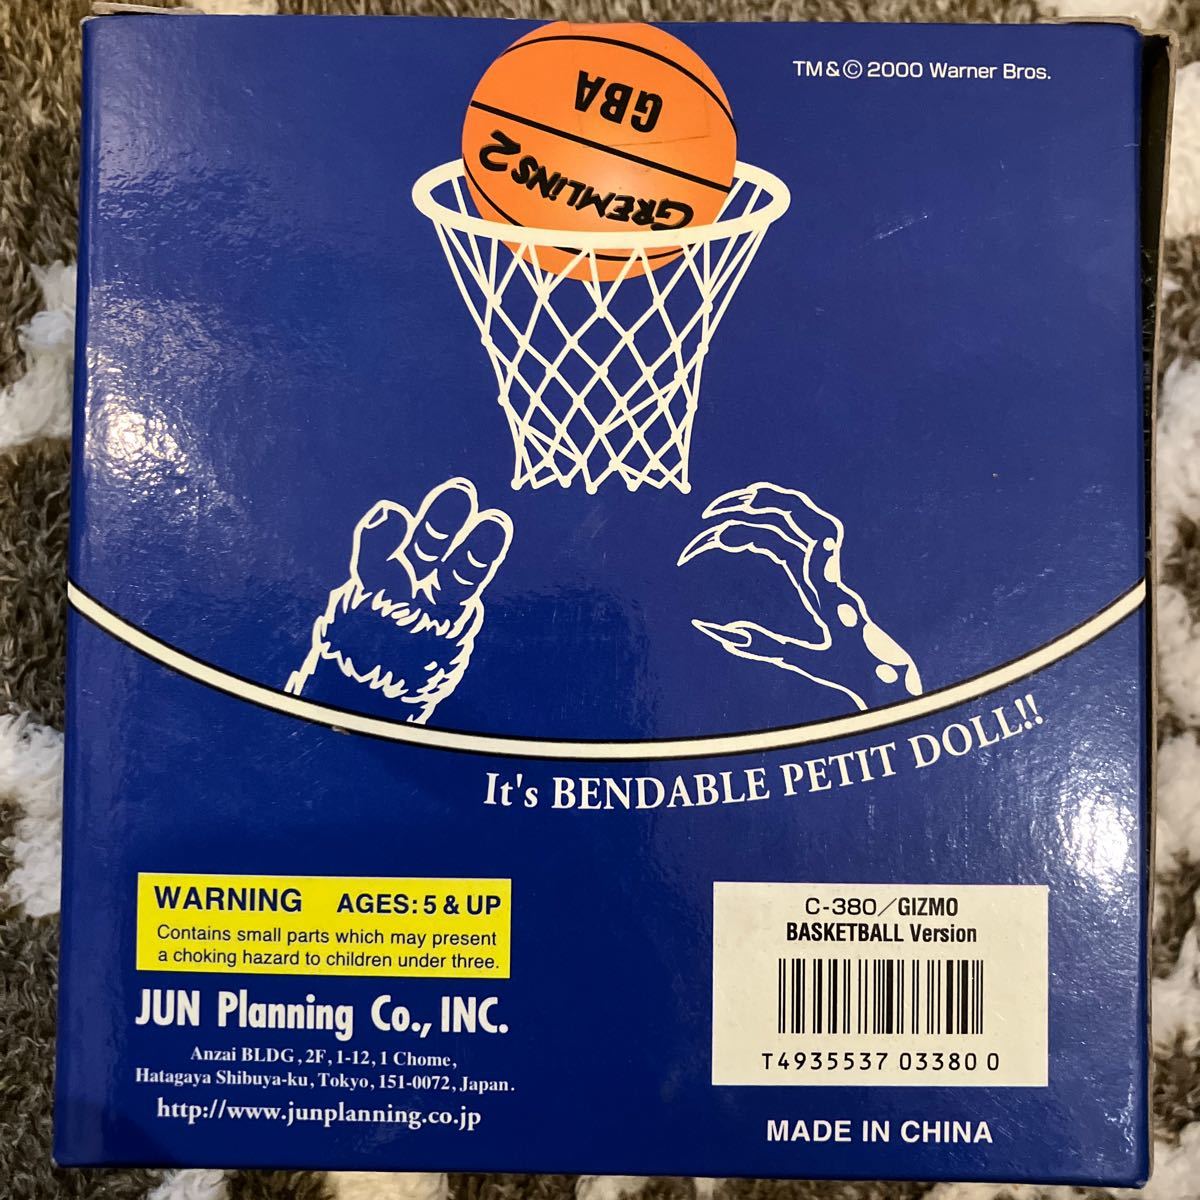 TM & © 2000 Warner Bros.
GBA
GREMLINS 2
It's BENDABLE PETIT DOLL!!
WARNING AGES: 5 & UP
Contains small parts which may present
a choking hazard to children under three.
JUN Planning Co., INC.
Anzai BLDG, 2F, 1-12, 1 Chome,
Hatagaya Shibuya-ku, Tokyo, 151-0072, Japan.
http://www.junplanning.co.jp
C-380/GIZMO
BASKETBALL Version
T4935537 03380 0
MADE IN CHINA